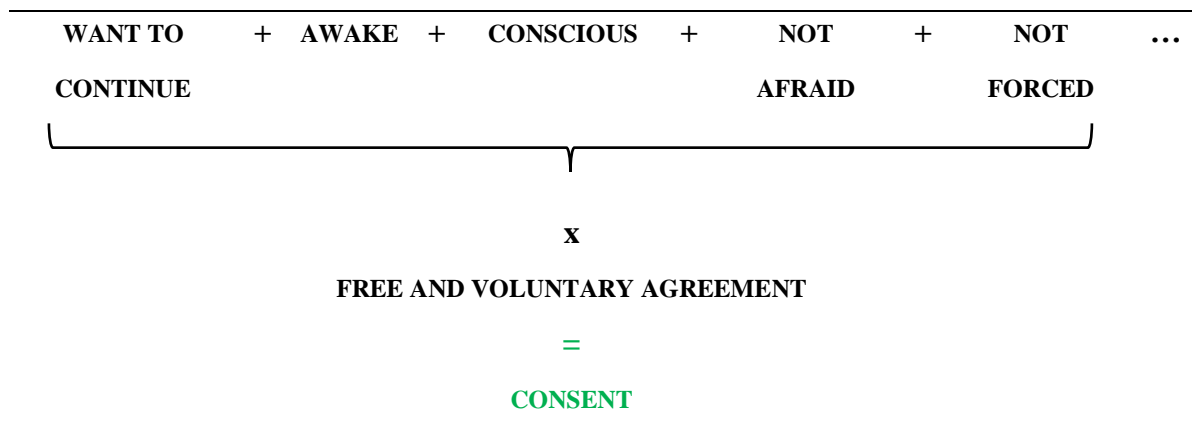 WANT TO + AWAKE + CONSCIOUS + NOT + NOT ...
CONTINUE AFRAID FORCED
x
FREE AND VOLUNTARY AGREEMENT
=
CONSENT